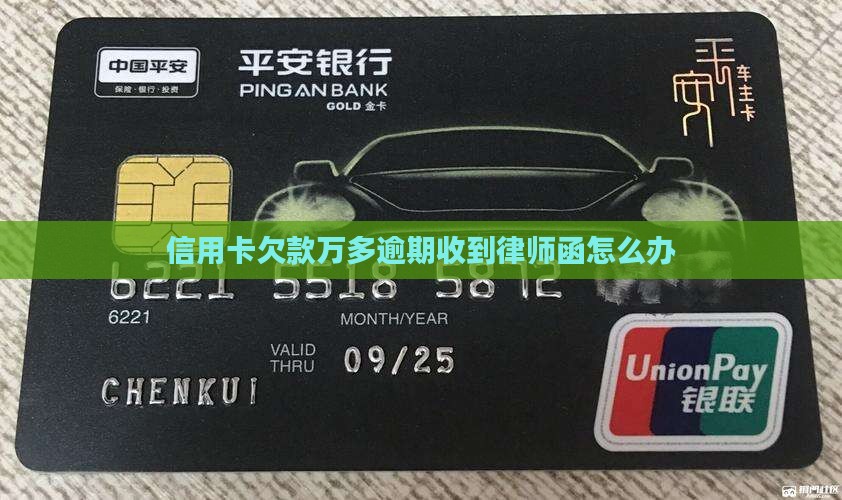 中国平安
保险·银行·投资
平安银行
PING AN BANK
GOLD 金卡
平安
车主卡
信用卡欠款万多逾期收到律师函怎么办
6221 5518
6221
MONTH/YEAR
VALID THRU
09/25
CHENKUI
UnionPay
银联